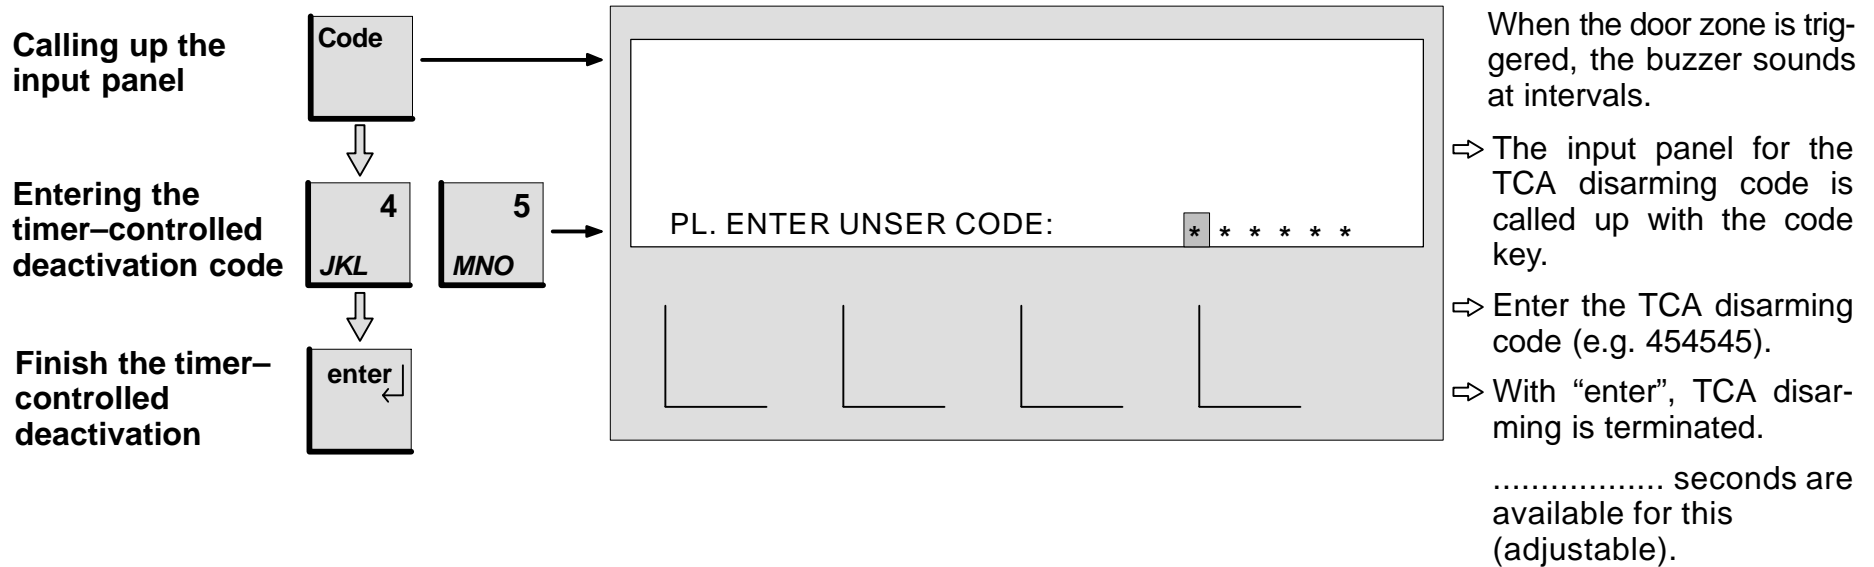 Calling up the
input panel
Code
Entering the
timer–controlled
deactivation code
4
JKL
5
MNO
Finish the timer–
controlled
deactivation
enter
PL. ENTER UNSER CODE:
* * * * * *
When the door zone is trig-
gered, the buzzer sounds
at intervals.
The input panel for the
TCA disarming code is
called up with the code
key.
Enter the TCA disarming
code (e.g. 454545).
With “enter”, TCA disar-
ming is terminated.
.................. seconds are
available for this
(adjustable).